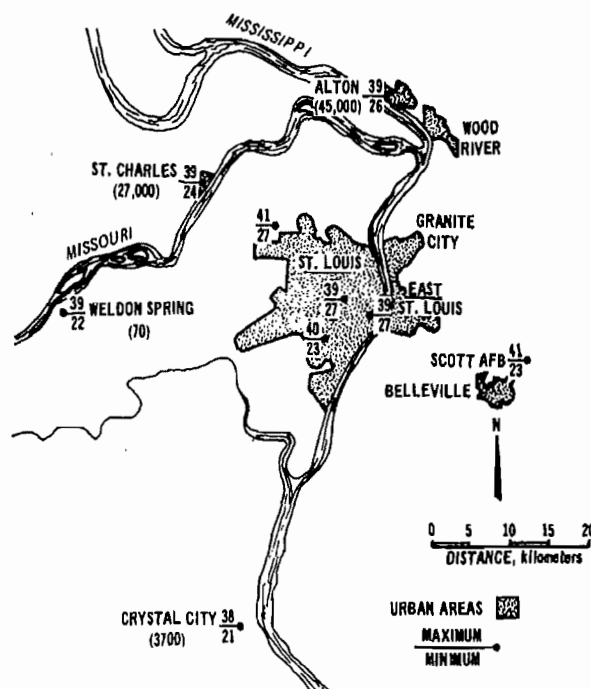 MISSISSIPPI
ALTON 39
(45,000) 26
WOOD
RIVER
ST. CHARLES 39
(27,000) 24
41
27
GRANITE
CITY
MISSOURI
ST. LOUIS
EAST
ST. LOUIS
39
27
39
27
39
22
WELDON SPRING
(70)
40
23
SCOTT AFB 41
23
BELLEVILLE
N
0 5 10 15 20
DISTANCE, kilometers
CRYSTAL CITY 38
(3700) 21
URBAN AREAS
MAXIMUM
MINIMUM